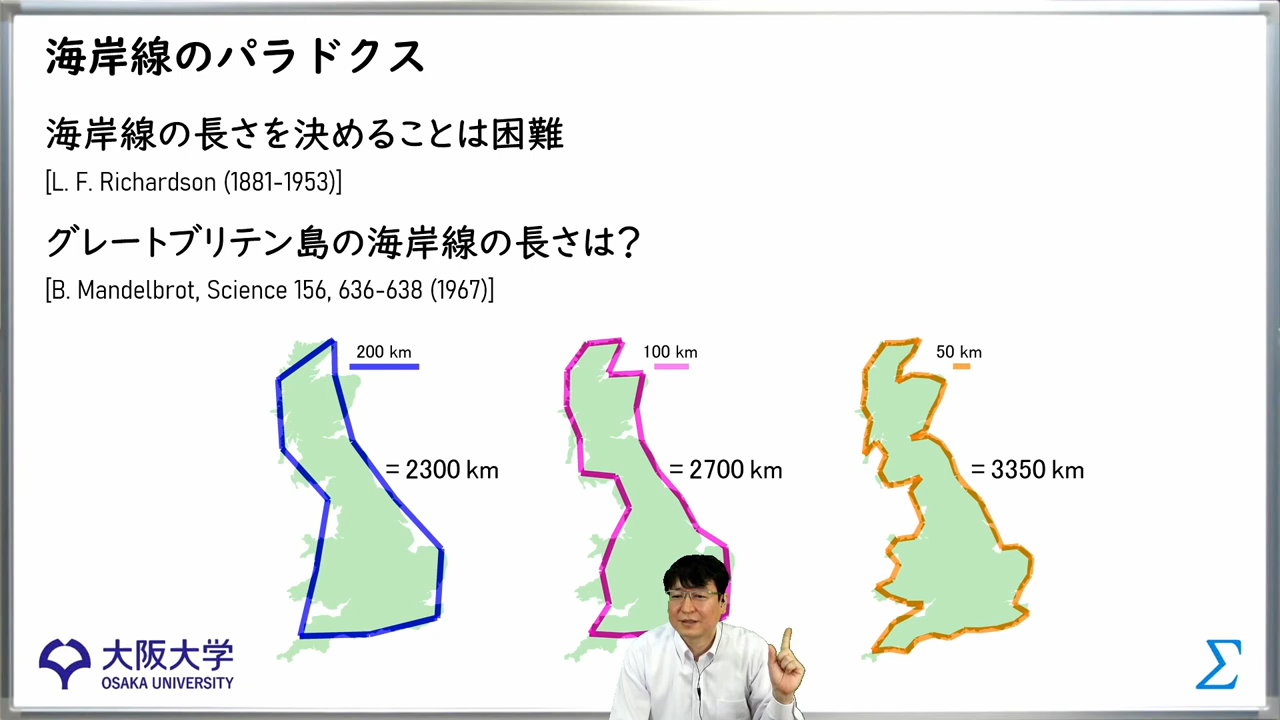 海岸線のパラドクス
海岸線の長さを決めることは困難
[L. F. Richardson (1881-1953)]
グレートブリテン島の海岸線の長さは?
[B. Mandelbrot, Science 156, 636-638 (1967)]
200 km
100 km
50 km
= 2300 km
= 2700 km
= 3350 km
大阪大学
OSAKA UNIVERSITY
Σ